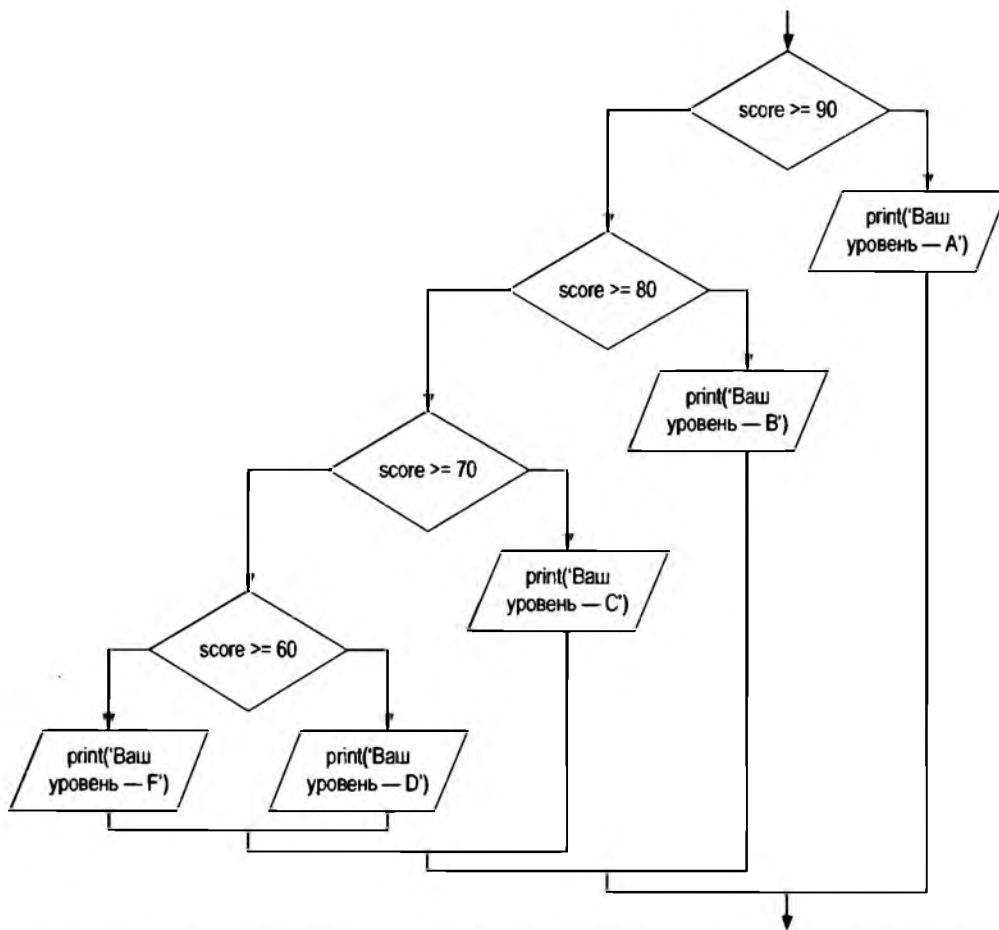 score >= 90
print('Ваш
уровень — A')
score >= 80
print('Ваш
уровень — B')
score >= 70
print('Ваш
уровень — C')
score >= 60
print('Ваш
уровень — F')
print('Ваш
уровень — D')